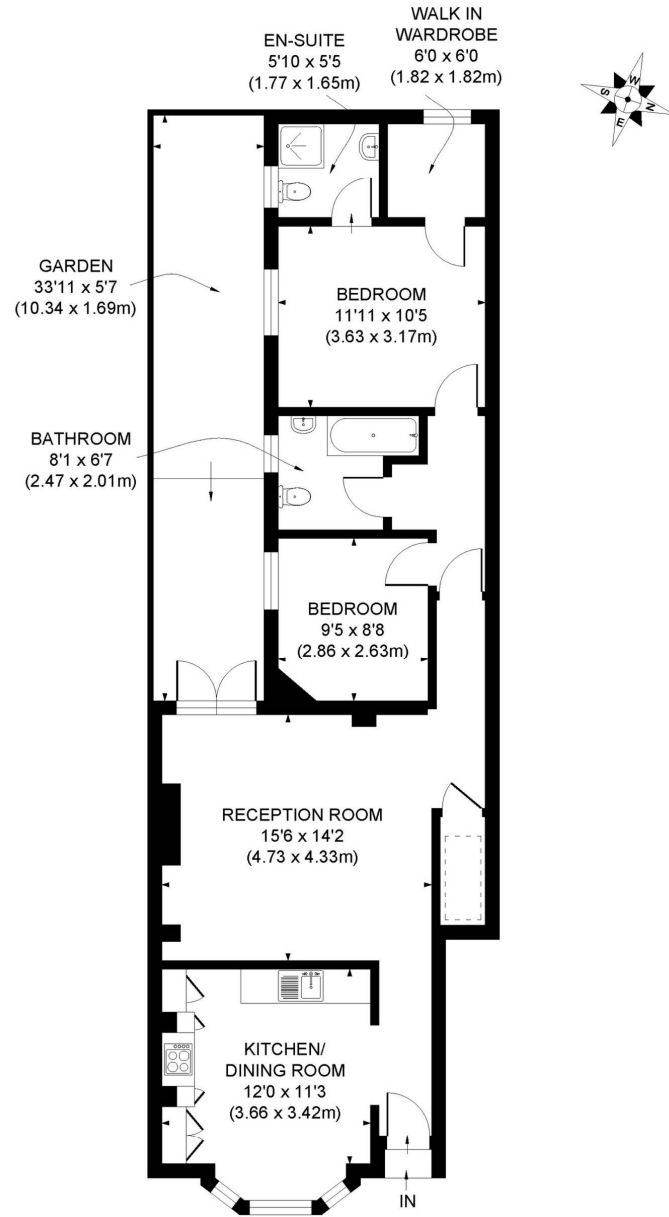 WALK IN
WARDROBE
6'0 x 6'0
(1.82 x 1.82m)
EN-SUITE
5'10 x 5'5
(1.77 x 1.65m)
W
N
S
E
GARDEN
33'11 x 5'7
(10.34 x 1.69m)
BEDROOM
11'11 x 10'5
(3.63 x 3.17m)
BATHROOM
8'1 x 6'7
(2.47 x 2.01m)
BEDROOM
9'5 x 8'8
(2.86 x 2.63m)
RECEPTION ROOM
15'6 x 14'2
(4.73 x 4.33m)
KITCHEN/
DINING ROOM
12'0 x 11'3
(3.66 x 3.42m)
IN